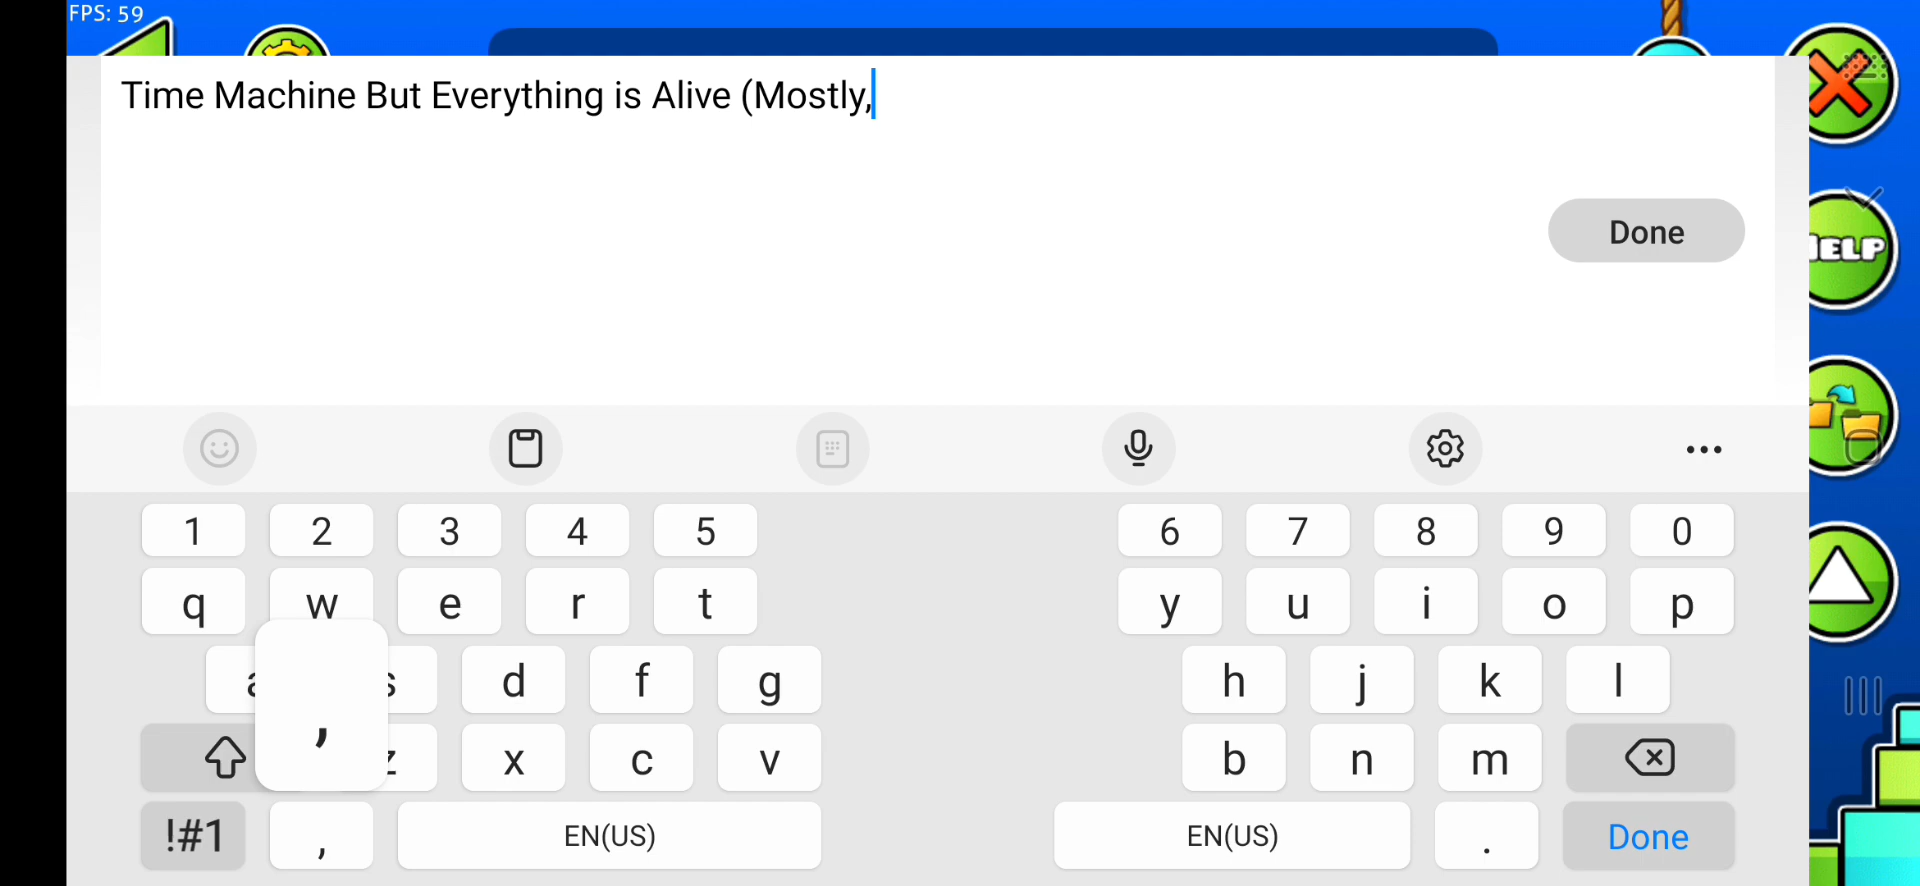 FPS: 59
Time Machine But Everything is Alive (Mostly,
Done
HELP
1 2 3 4 5 6 7 8 9 0
q w e r t y u i o p
a s d f g h j k l
, z x c v b n m
!#1 , EN(US) EN(US) . Done